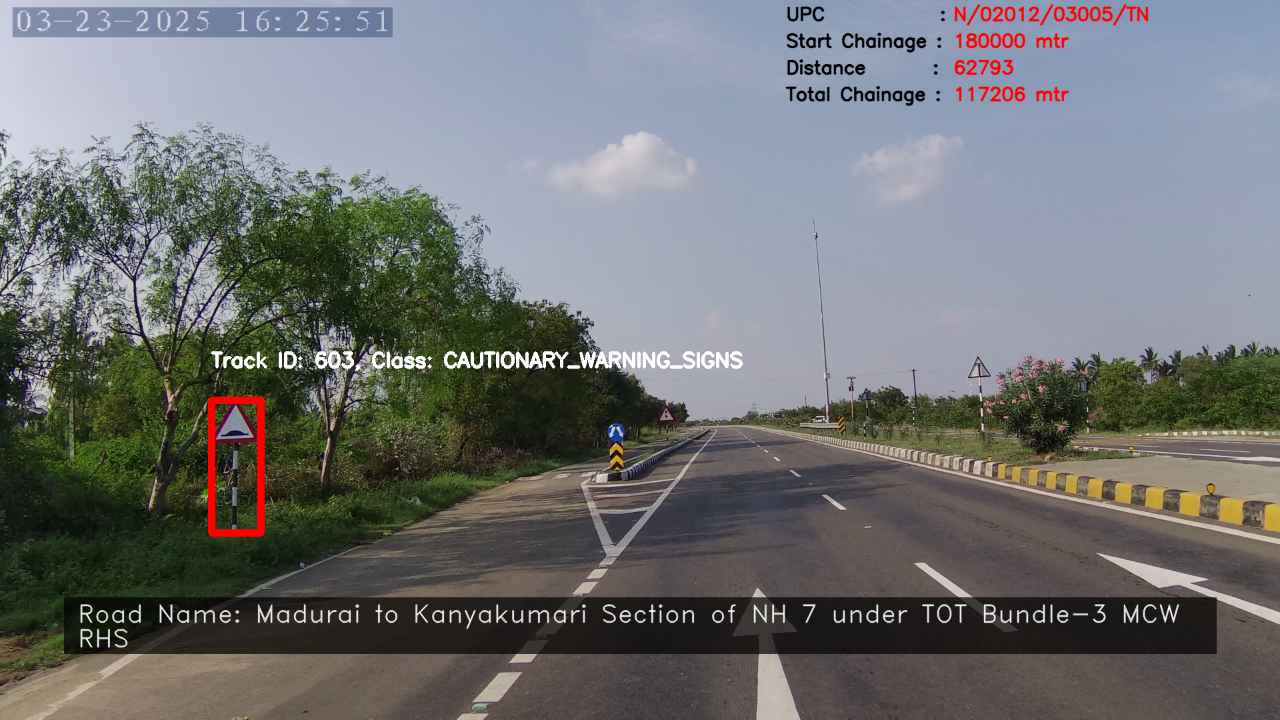 03-23-2025 16:25:51
UPC : N/02012/03005/TN
Start Chainage : 180000 mtr
Distance : 62793
Total Chainage : 117206 mtr
Track ID: 603, Class: CAUTIONARY_WARNING_SIGNS
Road Name: Madurai to Kanyakumari Section of NH 7 under TOT Bundle-3 MCW
RHS